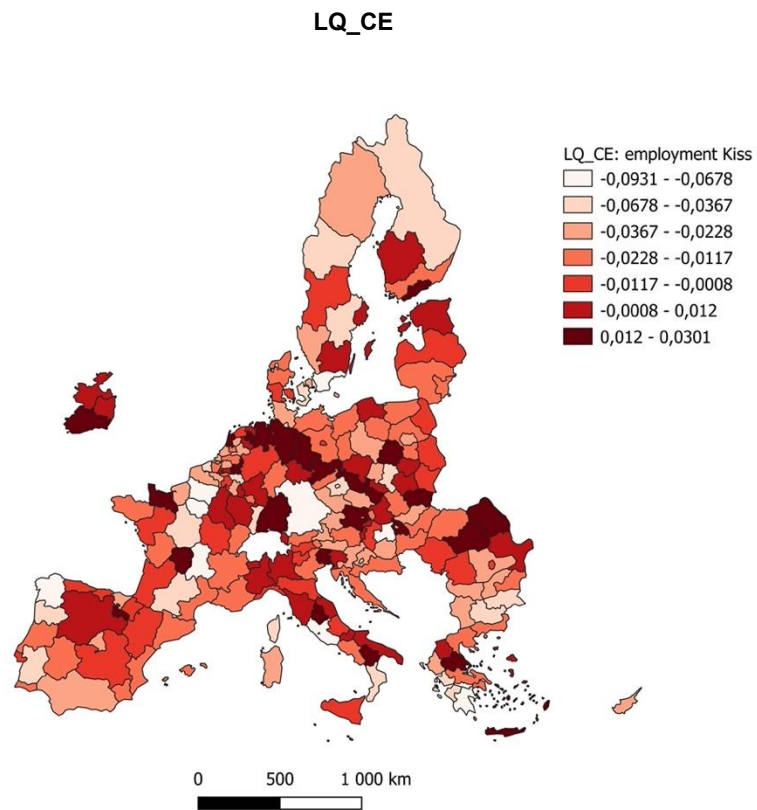 LQ_CE
LQ_CE: employment Kiss
-0,0931 - -0,0678
-0,0678 - -0,0367
-0,0367 - -0,0228
-0,0228 - -0,0117
-0,0117 - -0,0008
-0,0008 - 0,012
0,012 - 0,0301
0 500 1 000 km